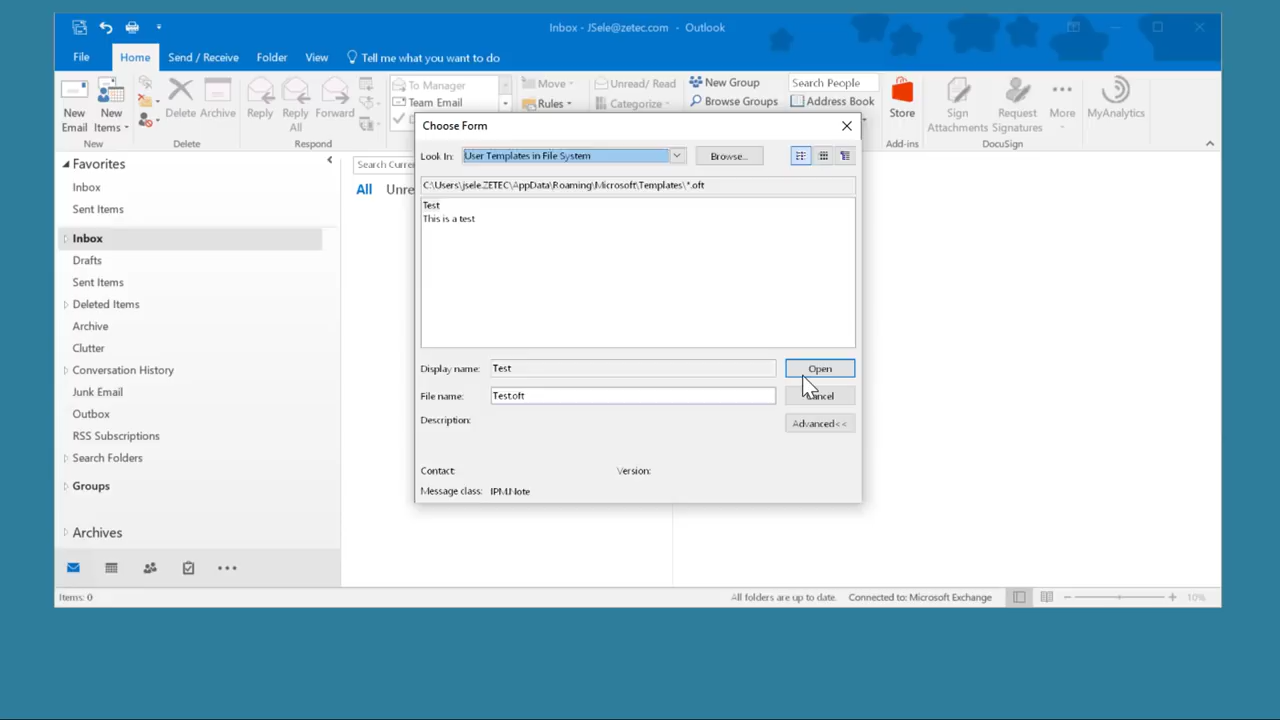 Inbox - JSele@zetec.com - Outlook
File
Home
Send / Receive
Folder
View
Tell me what you want to do
New Email
New Items
New
Delete
Archive
Delete
Reply
Reply All
Forward
Respond
To Manager
Team Email
Move
Rules
Unread/ Read
Categorize
New Group
Browse Groups
Search People
Address Book
Store
Add-ins
Sign Attachments
Request Signatures
More
DocuSign
MyAnalytics
Favorites
Inbox
Sent Items
Inbox
Drafts
Sent Items
Deleted Items
Archive
Clutter
Conversation History
Junk Email
Outbox
RSS Subscriptions
Search Folders
Groups
Archives
Search Curre
All Unre
Choose Form
Look In: User Templates in File System
Browse...
C:\Users\jsele.ZETEC\AppData\Roaming\Microsoft\Templates\*.oft
Test
This is a test
Display name: Test
Open
File name: Test.oft
Cancel
Description:
Advanced<<
Contact
Version:
Message class: IPM.Note
Items: 0
All folders are up to date.
Connected to: Microsoft Exchange
10%